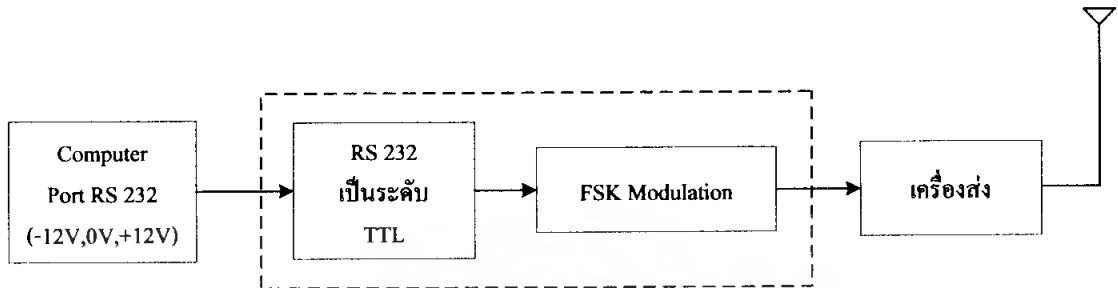 Computer
Port RS 232
(-12V,0V,+12V)
RS 232
เป็นระดับ
TTL
FSK Modulation
เครื่องส่ง